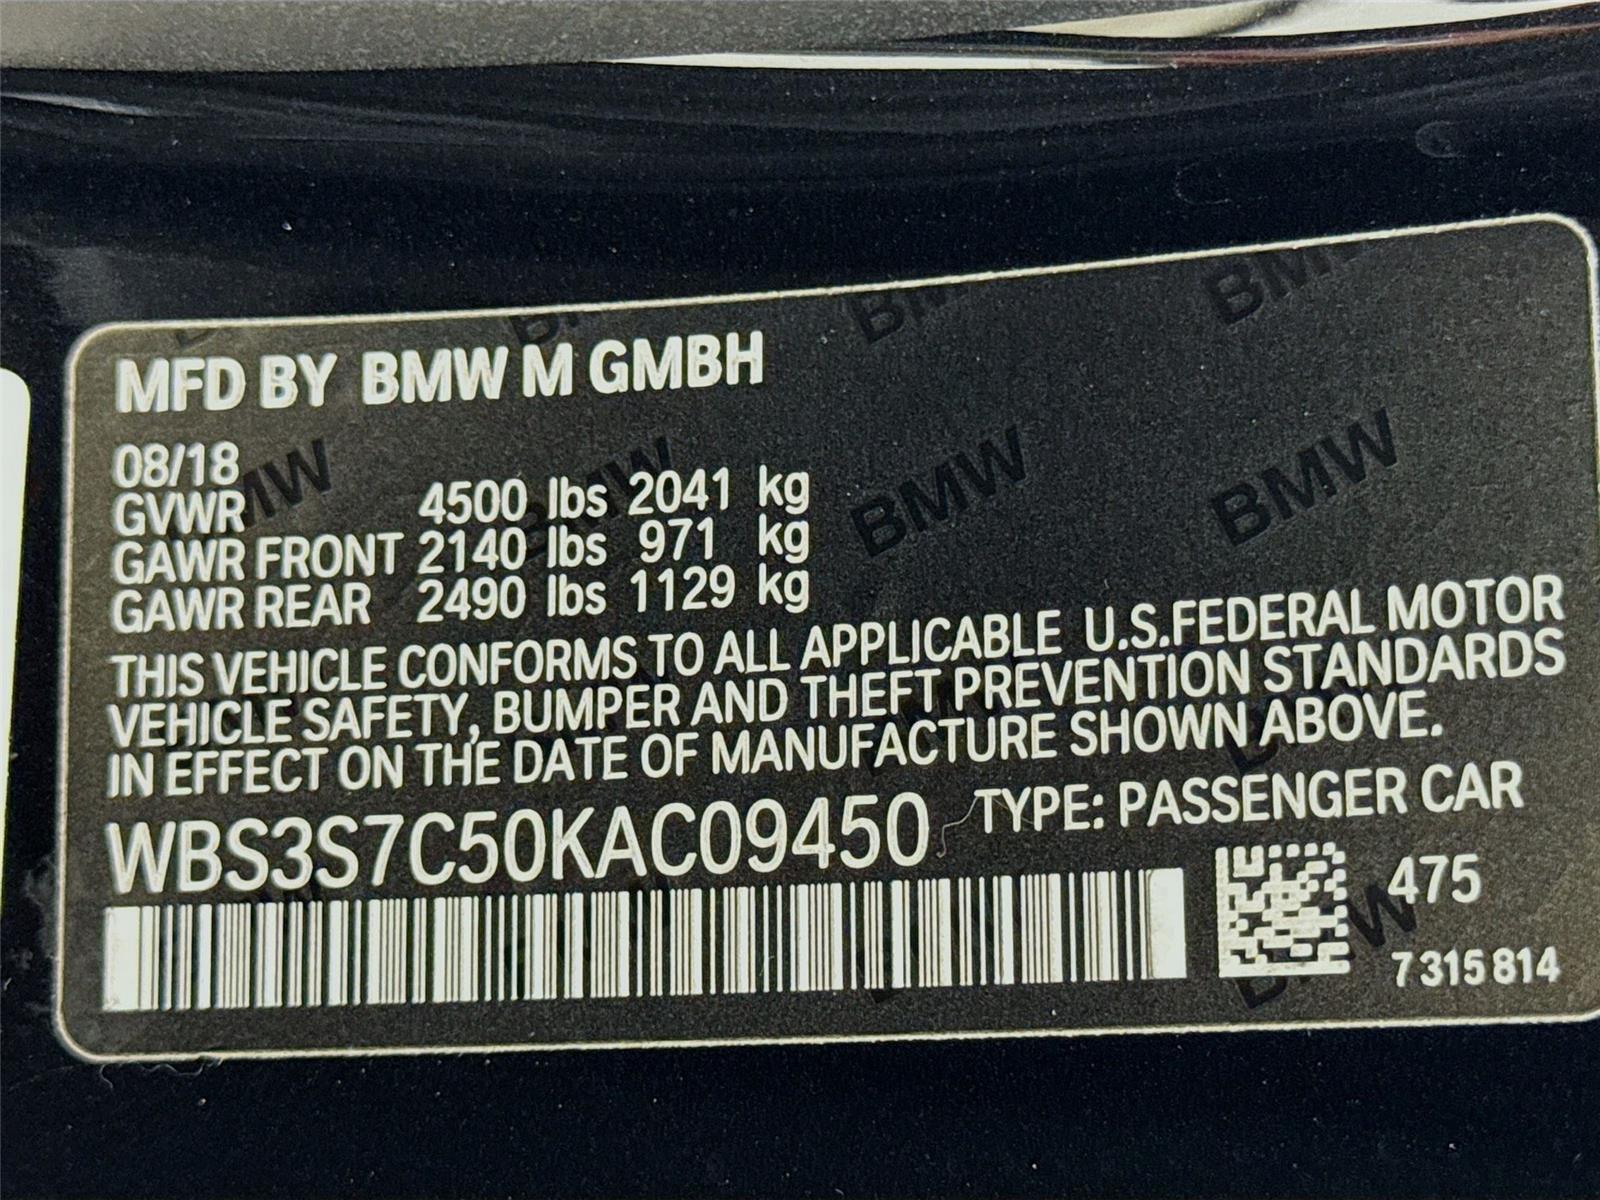 MFD BY BMW M GMBH
08/18
GVWR 4500 lbs 2041 kg
GAWR FRONT 2140 lbs 971 kg
GAWR REAR 2490 lbs 1129 kg
THIS VEHICLE CONFORMS TO ALL APPLICABLE U.S.FEDERAL MOTOR
VEHICLE SAFETY, BUMPER AND THEFT PREVENTION STANDARDS
IN EFFECT ON THE DATE OF MANUFACTURE SHOWN ABOVE.
WBS3S7C50KAC09450 TYPE: PASSENGER CAR
475
7 315 814